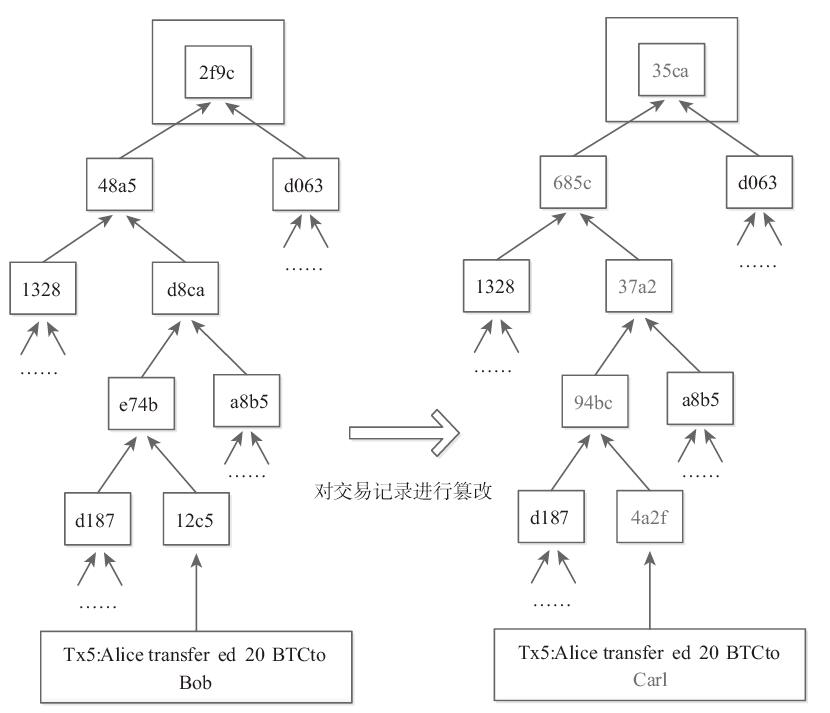 2f9c
48a5
d063
……
1328
d8ca
……
e74b
a8b5
……
d187
12c5
……
Tx5:Alice transfer ed 20 BTCto
Bob
对交易记录进行篡改
35ca
685c
d063
……
1328
37a2
……
94bc
a8b5
……
d187
4a2f
……
Tx5:Alice transfer ed 20 BTCto
Carl